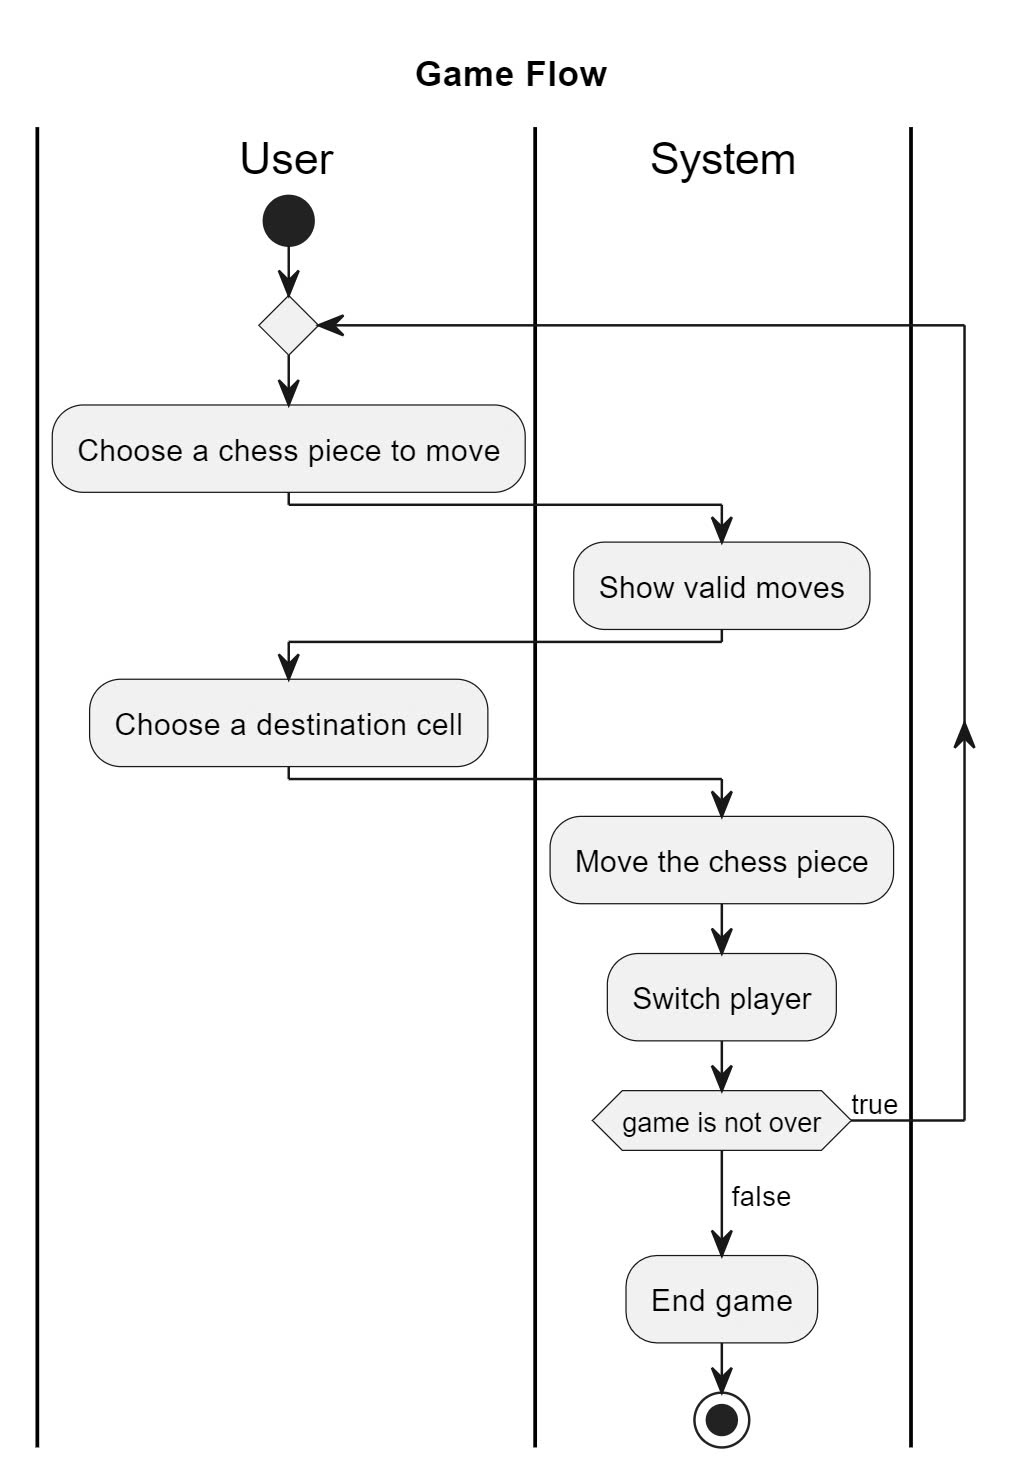 Game Flow
User
System
Choose a chess piece to move
Show valid moves
Choose a destination cell
Move the chess piece
Switch player
game is not over
true
false
End game